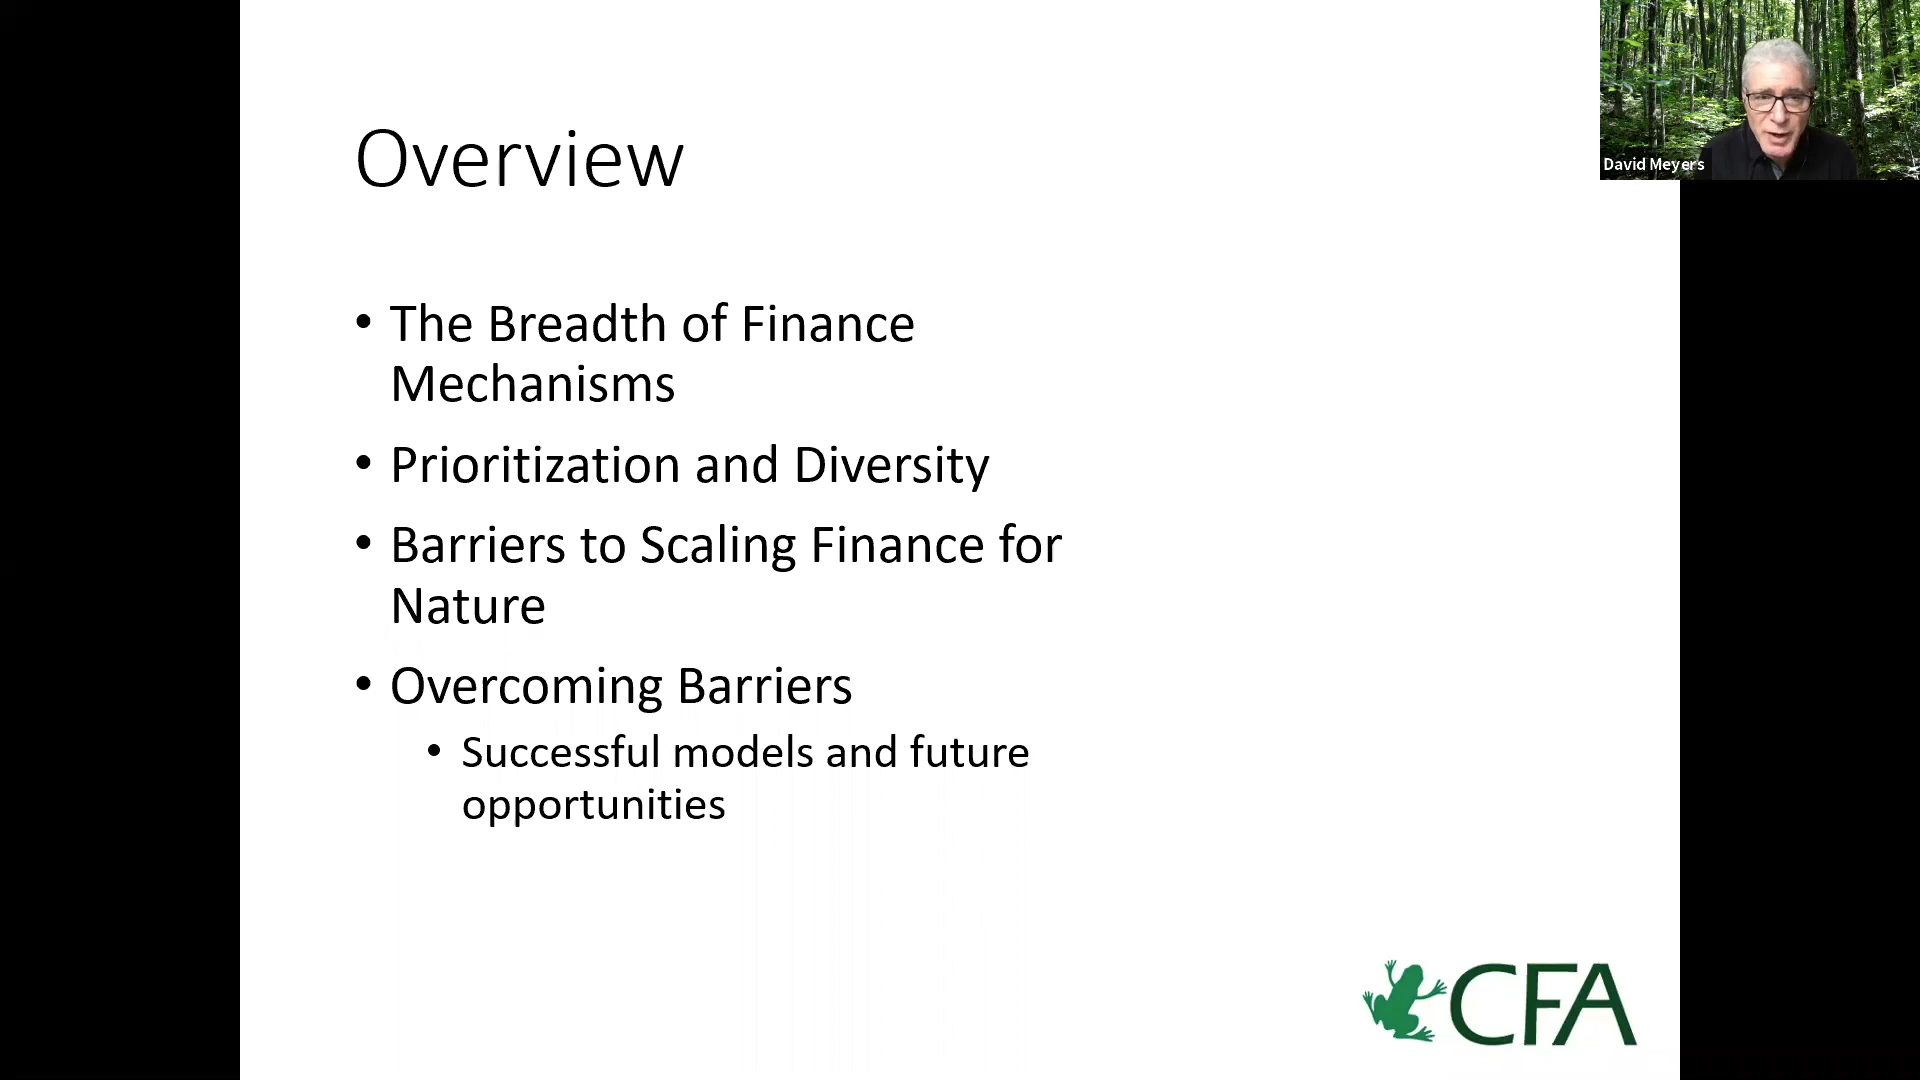 Overview
• The Breadth of Finance
Mechanisms
• Prioritization and Diversity
• Barriers to Scaling Finance for
Nature
• Overcoming Barriers
• Successful models and future
opportunities
David Meyers
CFA